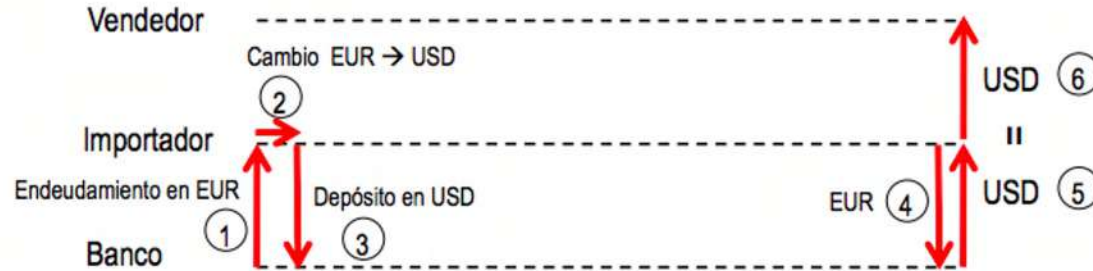 Vendedor
Cambio EUR → USD
2
USD 6
Importador
=
Endeudamiento en EUR
1
Depósito en USD
3
EUR 4
USD 5
Banco